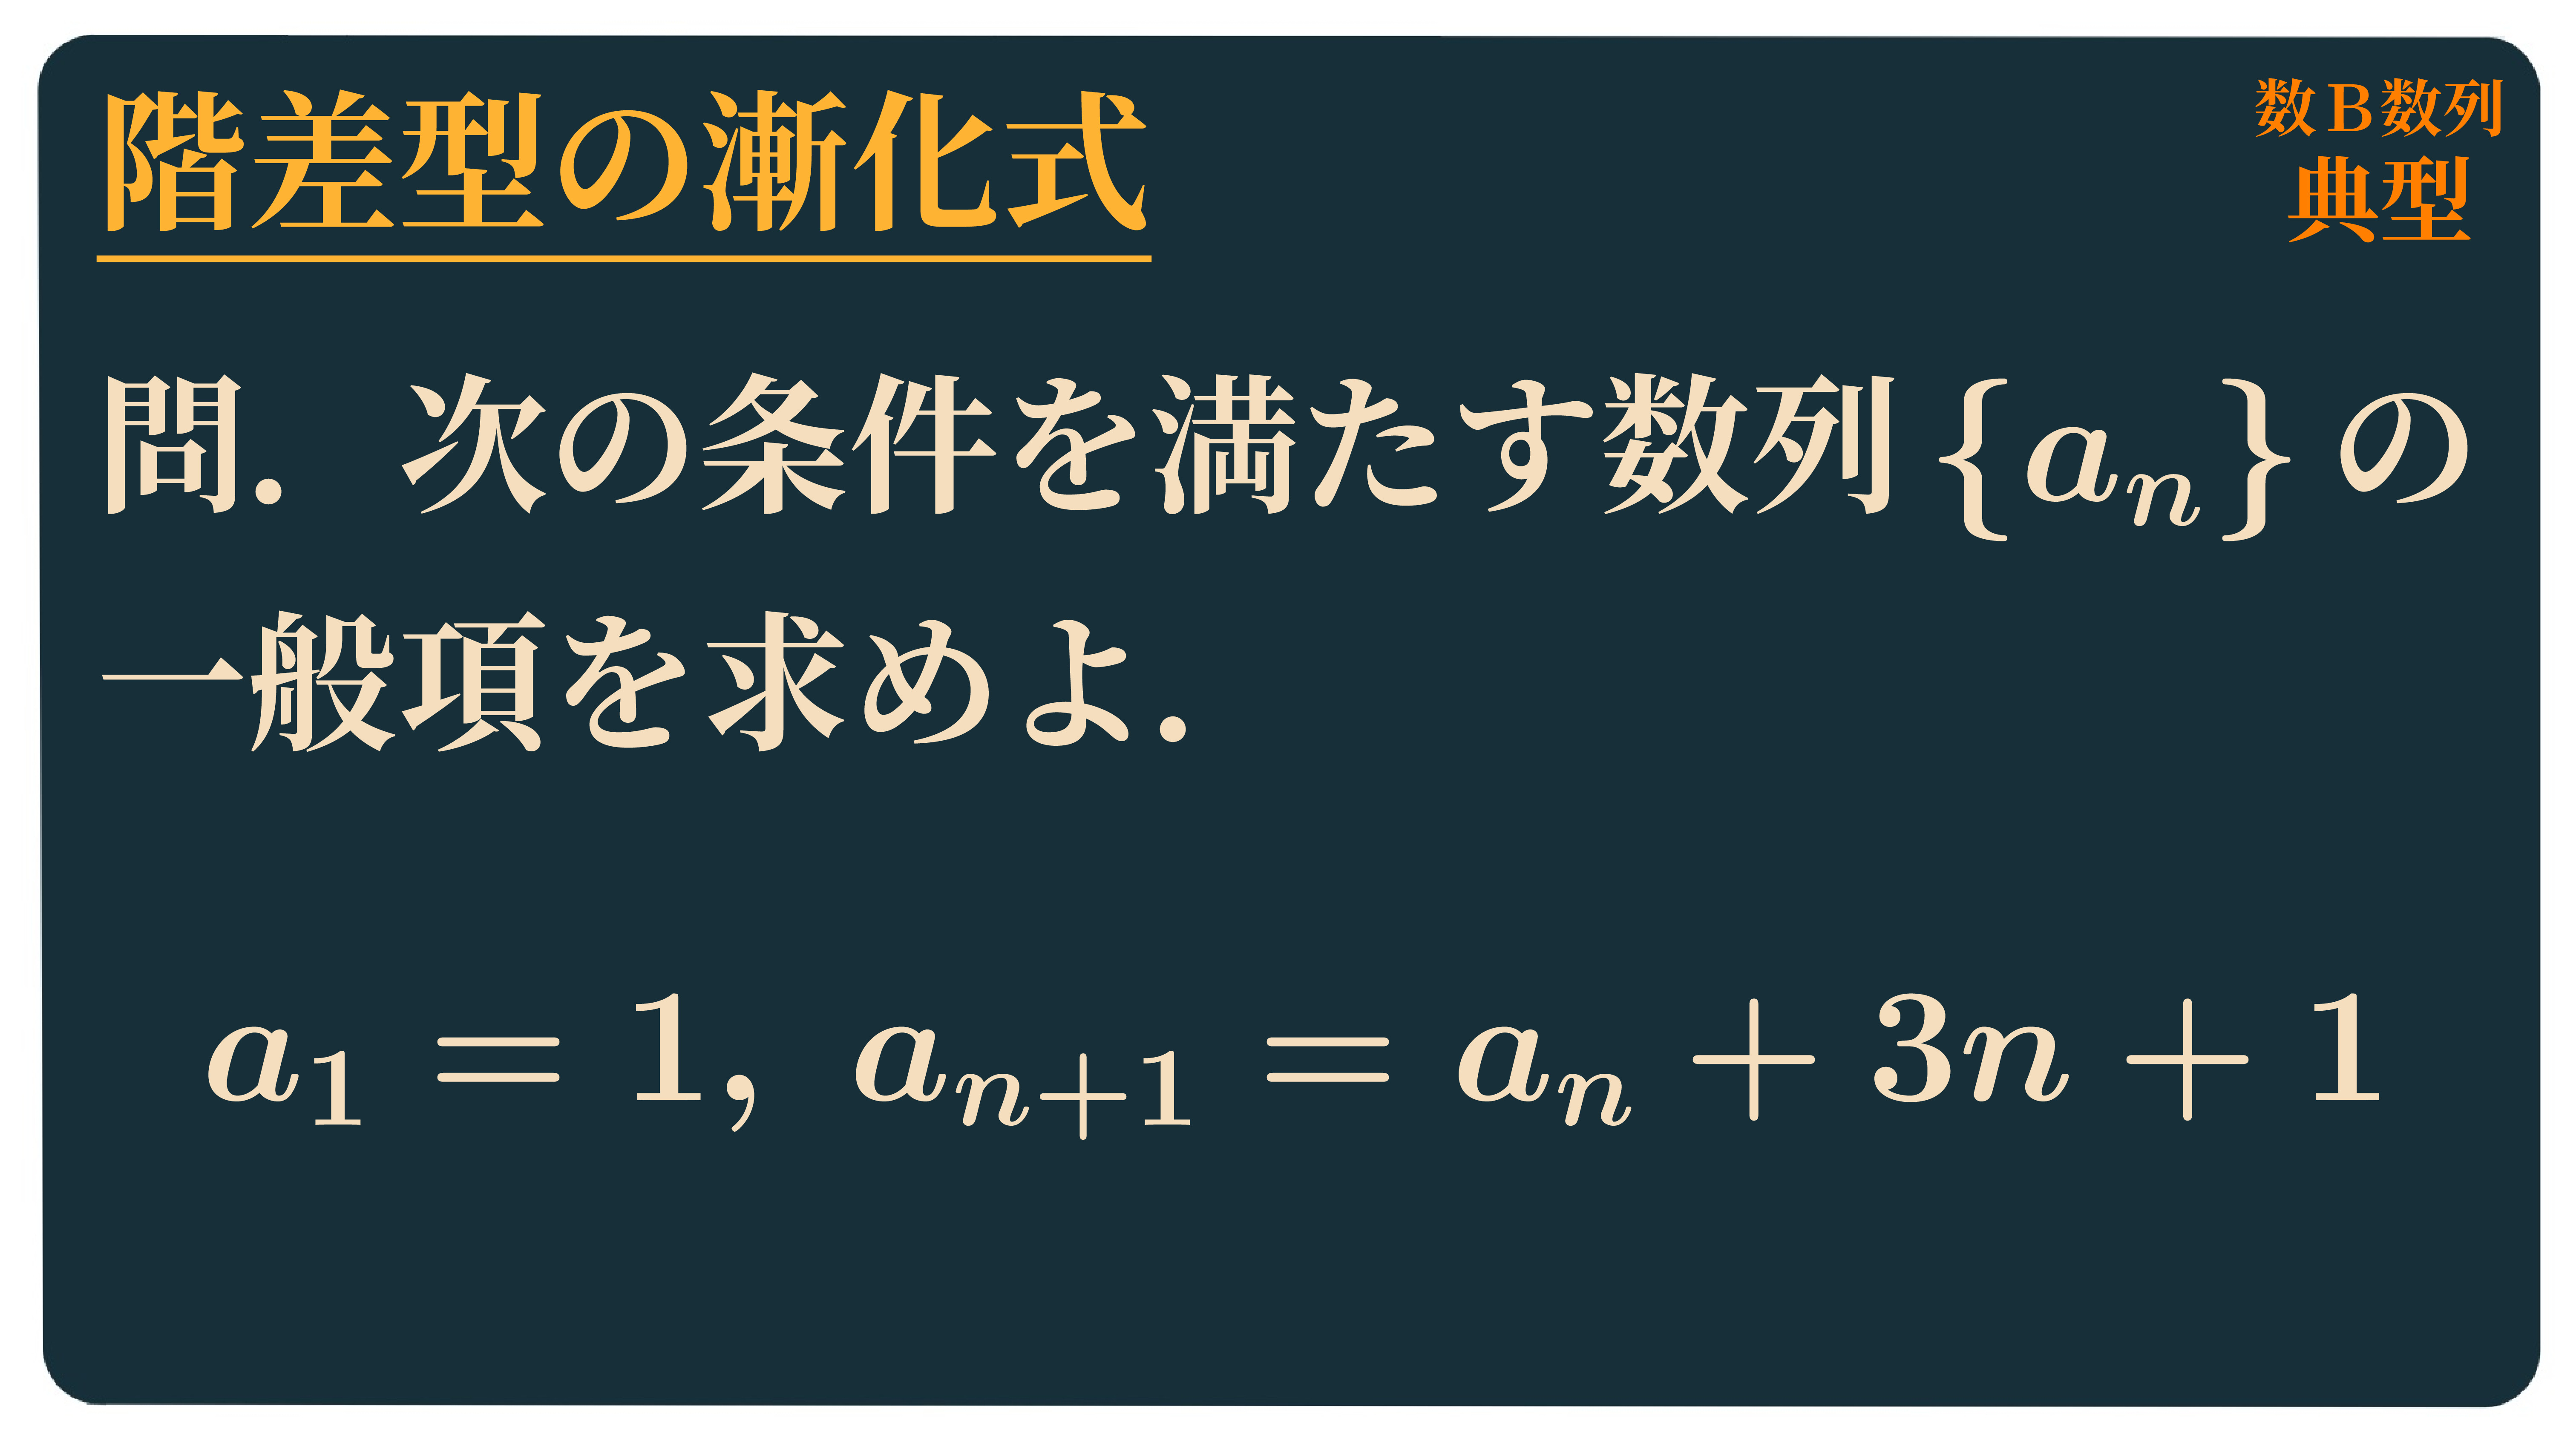 階差型の漸化式
数B数列
典型
問. 次の条件を満たす数列{aₙ}の
一般項を求めよ.
a₁ = 1, aₙ₊₁ = aₙ + 3n + 1